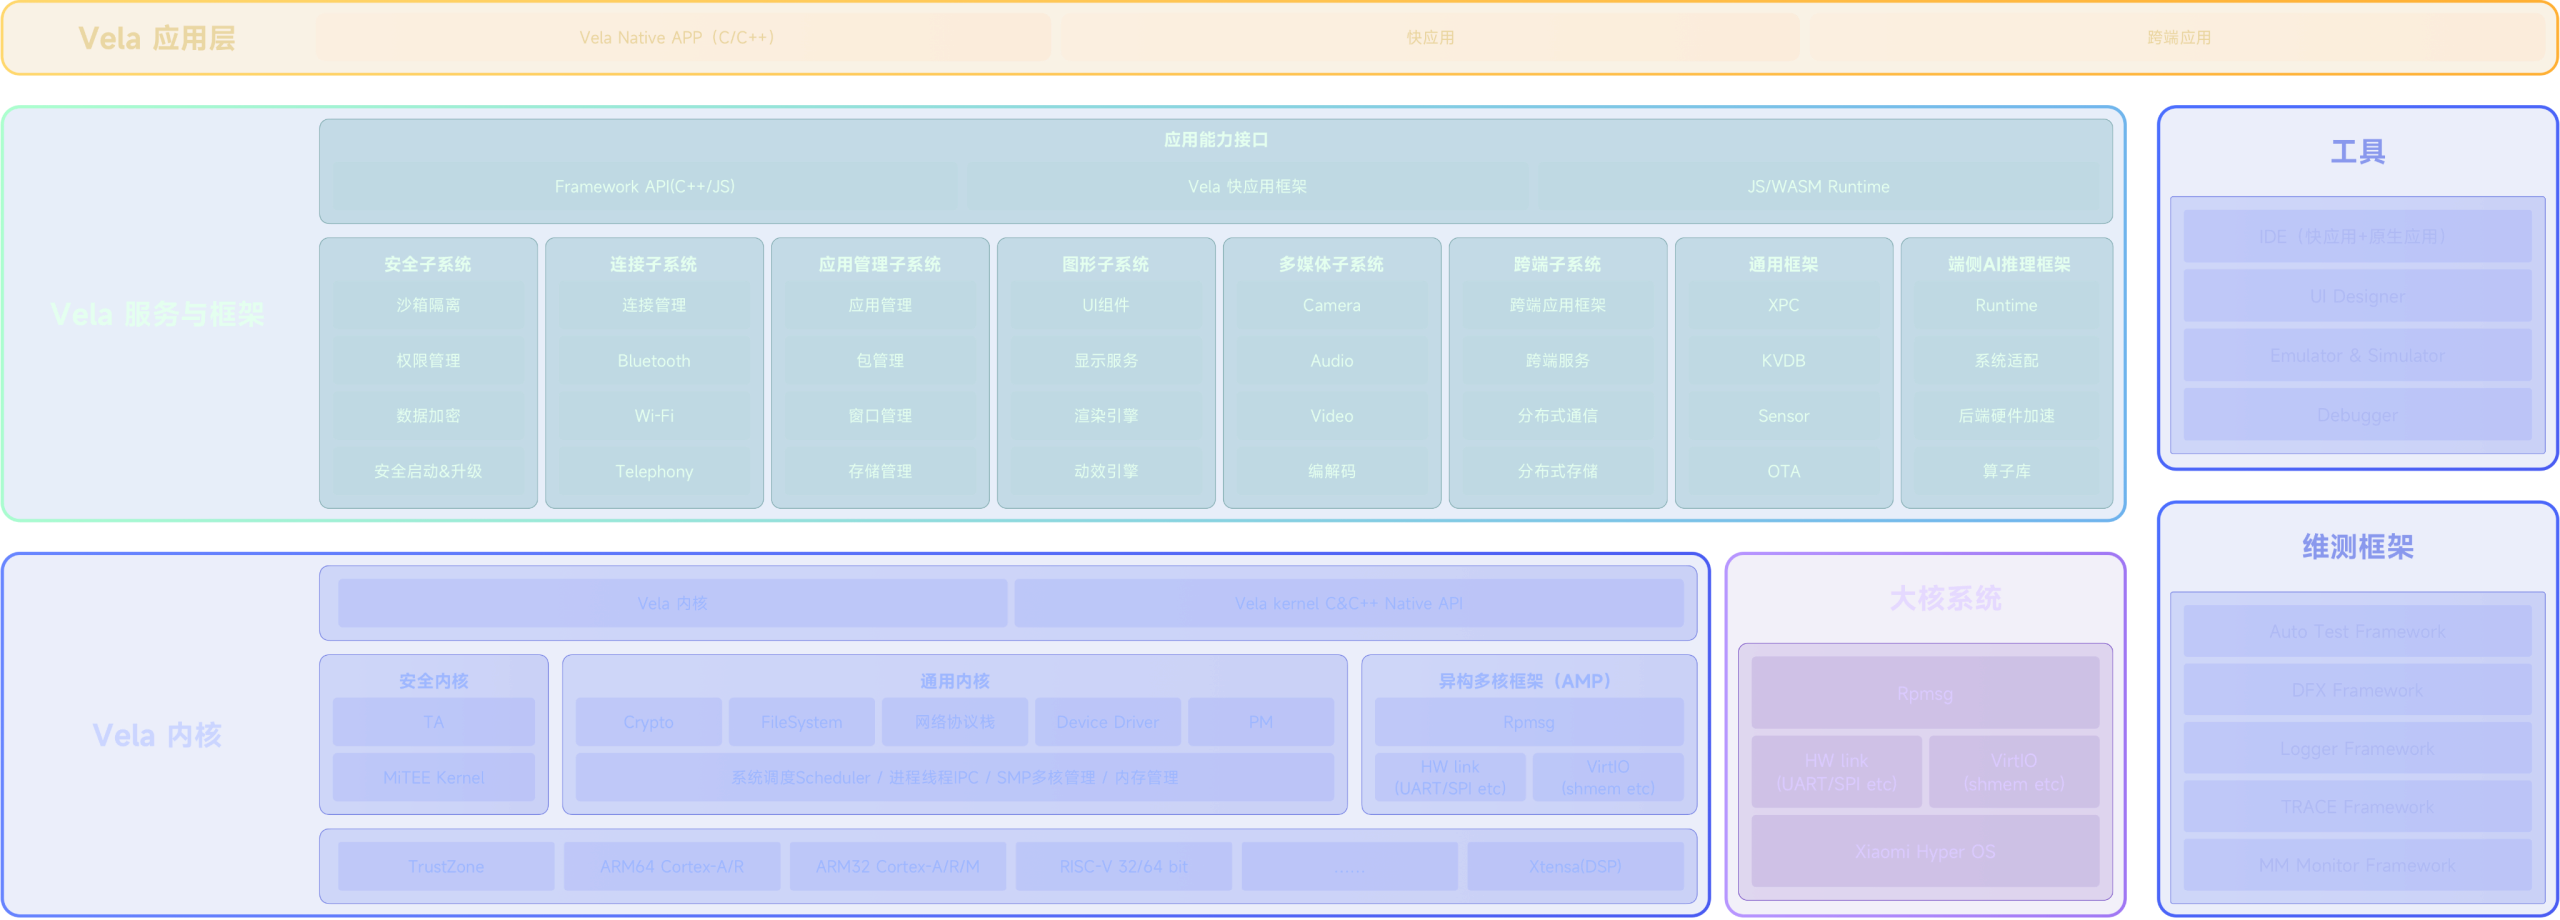 Vela 应用层
Vela Native APP（C/C++）
快应用
跨端应用
Vela 服务与框架
应用能力接口
Framework API(C++/JS)
Vela 快应用框架
JS/WASM Runtime
安全子系统
沙箱隔离
权限管理
数据加密
安全启动&升级
连接子系统
连接管理
Bluetooth
Wi-Fi
Telephony
应用管理子系统
应用管理
包管理
窗口管理
存储管理
图形子系统
UI组件
显示服务
渲染引擎
动效引擎
多媒体子系统
Camera
Audio
Video
编解码
跨端子系统
跨端应用框架
跨端服务
分布式通信
分布式存储
通用框架
XPC
KVDB
Sensor
OTA
端侧AI推理框架
Runtime
系统适配
后端硬件加速
算子库
工具
IDE（快应用+原生应用）
UI Designer
Emulator & Simulator
Debugger
Vela 内核
Vela 内核
Vela kernel C&C++ Native API
安全内核
TA
MiTEE Kernel
通用内核
Crypto
FileSystem
网络协议栈
Device Driver
PM
系统调度Scheduler / 进程线程IPC / SMP多核管理 / 内存管理
异构多核框架（AMP）
Rpmsg
HW link
(UART/SPI etc)
VirtIO
(shmem etc)
TrustZone
ARM64 Cortex-A/R
ARM32 Cortex-A/R/M
RISC-V 32/64 bit
......
Xtensa(DSP)
大核系统
Rpmsg
HW link
(UART/SPI etc)
VirtIO
(shmem etc)
Xiaomi Hyper OS
维测框架
Auto Test Framework
DFX Framework
Logger Framework
TRACE Framework
MM Monitor Framework